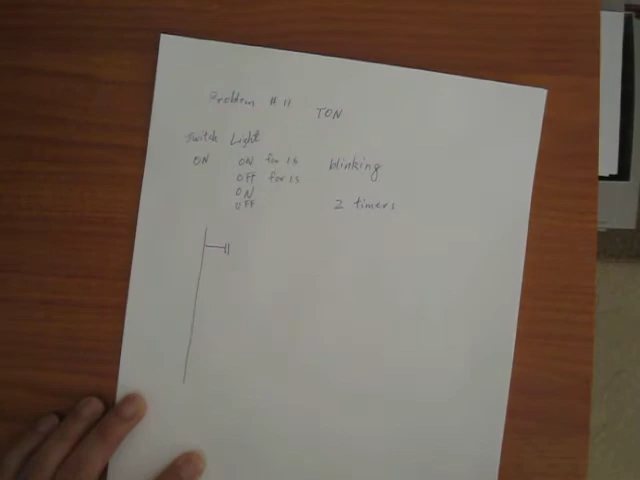 Problem # 11
TON
Switch Light
ON ON for 1s blinking
OFF for 1s
ON
OFF 2 timers